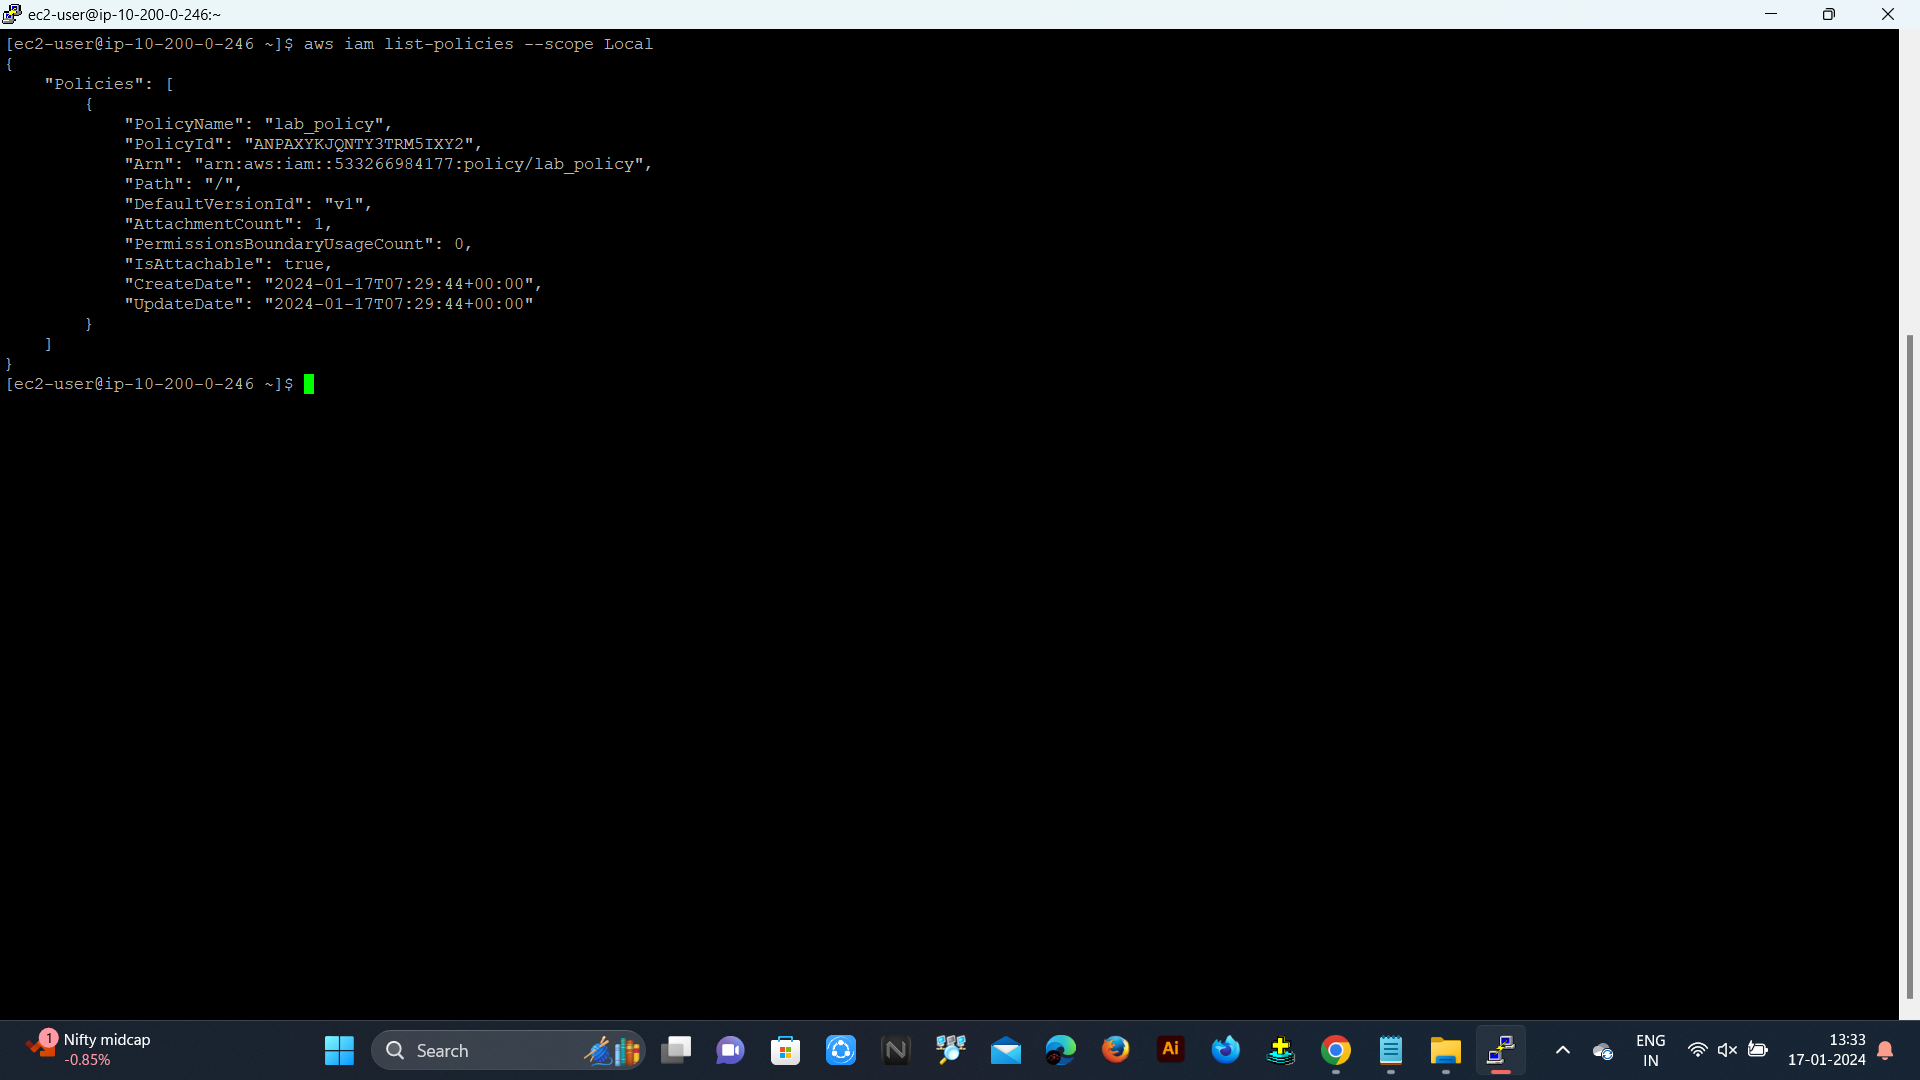 ec2-user@ip-10-200-0-246:~
[ec2-user@ip-10-200-0-246 ~]$ aws iam list-policies --scope Local
{
    "Policies": [
        {
            "PolicyName": "lab_policy",
            "PolicyId": "ANPAXYKJQNTY3TRM5IXY2",
            "Arn": "arn:aws:iam::533266984177:policy/lab_policy",
            "Path": "/",
            "DefaultVersionId": "v1",
            "AttachmentCount": 1,
            "PermissionsBoundaryUsageCount": 0,
            "IsAttachable": true,
            "CreateDate": "2024-01-17T07:29:44+00:00",
            "UpdateDate": "2024-01-17T07:29:44+00:00"
        }
    ]
}
[ec2-user@ip-10-200-0-246 ~]$
1
Nifty midcap
-0.85%
Search
N
Ai
ENG
IN
13:33
17-01-2024